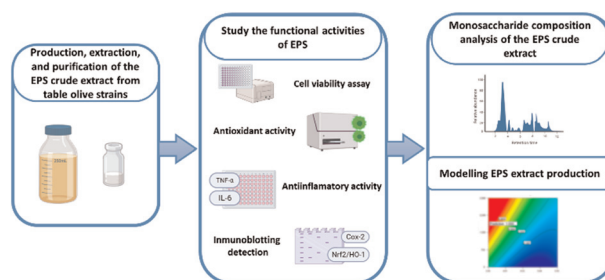 Production, extraction,
and purification of the
EPS crude extract from
table olive strains
Study the functional activities
of EPS
Cell viability assay
Antioxidant activity
TNF-α
IL-6
Antiinflamatory activity
Inmunoblotting
detection
Cox-2
Nrf2/HO-1
Monosaccharide composition
analysis of the EPS crude
extract
Modelling EPS extract production